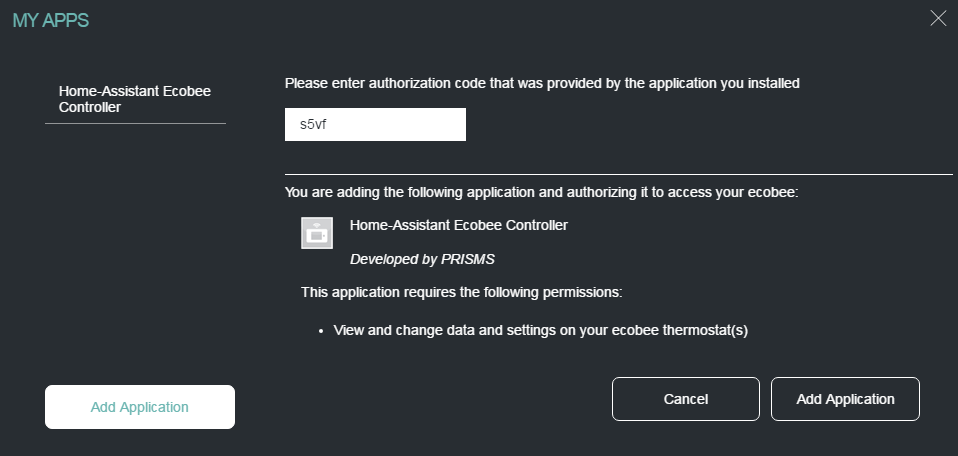 MY APPS
Home-Assistant Ecobee
Controller
Please enter authorization code that was provided by the application you installed
s5vf
You are adding the following application and authorizing it to access your ecobee:
Home-Assistant Ecobee Controller
Developed by PRISMS
This application requires the following permissions:
• View and change data and settings on your ecobee thermostat(s)
Add Application
Cancel
Add Application